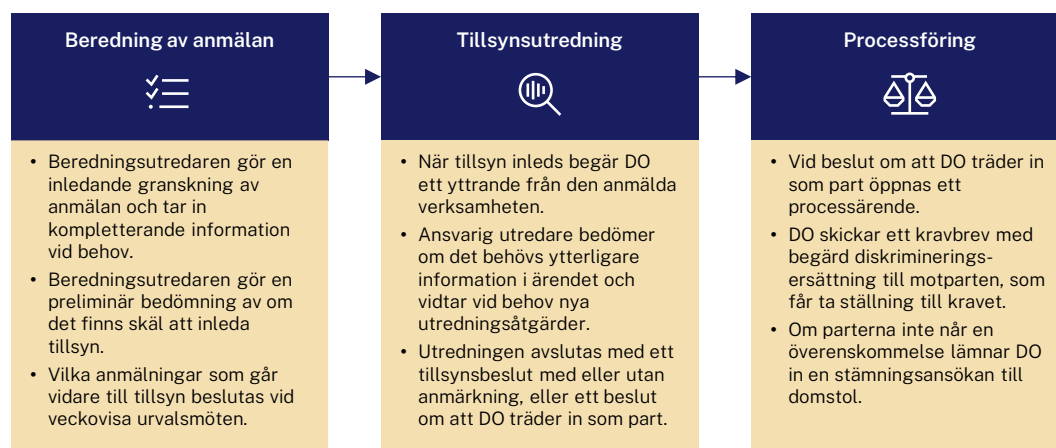 Beredning av anmälan
• Beredningsutredaren gör en
inledande granskning av
anmälan och tar in
kompletterande information
vid behov.
• Beredningsutredaren gör en
preliminär bedömning av om
det finns skäl att inleda
tillsyn.
• Vilka anmälningar som går
vidare till tillsyn beslutas vid
veckovisa urvalsmöten.
Tillsynsutredning
• När tillsyn inleds begär DO
ett yttrande från den anmälda
verksamheten.
• Ansvarig utredare bedömer
om det behövs ytterligare
information i ärendet och
vidtar vid behov nya
utredningsåtgärder.
• Utredningen avslutas med ett
tillsynsbeslut med eller utan
anmärkning, eller ett beslut
om att DO träder in som part.
Processföring
• Vid beslut om att DO träder in
som part öppnas ett
processärende.
• DO skickar ett kravbrev med
begärd diskriminerings-
ersättning till motparten, som
får ta ställning till kravet.
• Om parterna inte når en
överenskommelse lämnar DO
in en stämningsansökan till
domstol.